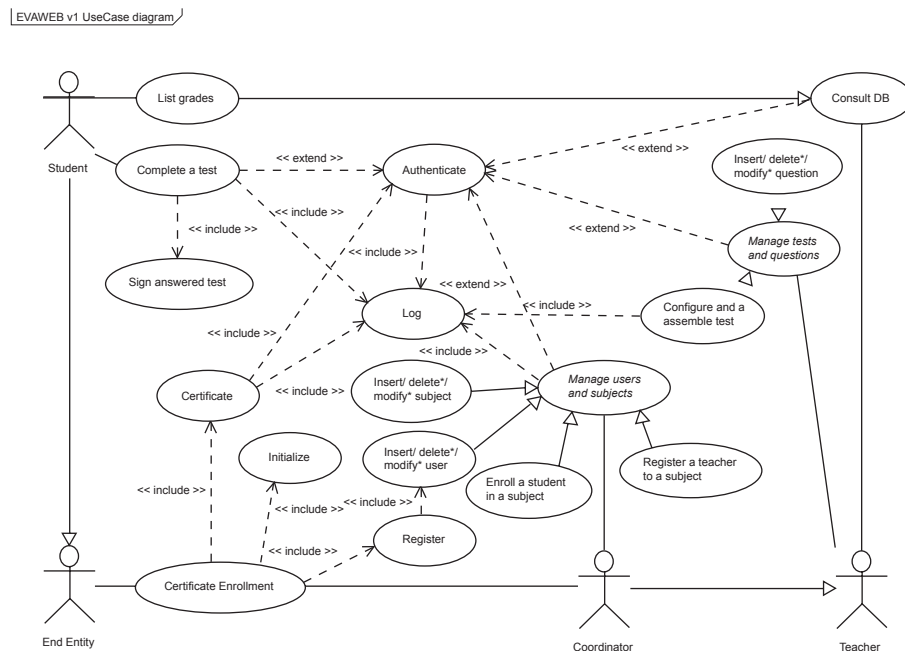 EVAWEB v1 UseCase diagram
List grades
Consult DB
<< extend >>
Student
Complete a test
<< extend >>
Authenticate
Insert/ delete*/
modify* question
<< include >>
<< include >>
<< extend >>
Manage tests
and questions
<< include >>
Sign answered test
<< extend >>
Log
<< include >>
Configure and a
assemble test
<< include >>
<< include >>
Certificate
<< include >>
Insert/ delete*/
modify* subject
Manage users
and subjects
Initialize
Insert/ delete*/
modify* user
Enroll a student
in a subject
Register a teacher
to a subject
<< include >>
<< include >>
<< include >>
<< include >>
Register
Certificate Enrollment
End Entity
Coordinator
Teacher